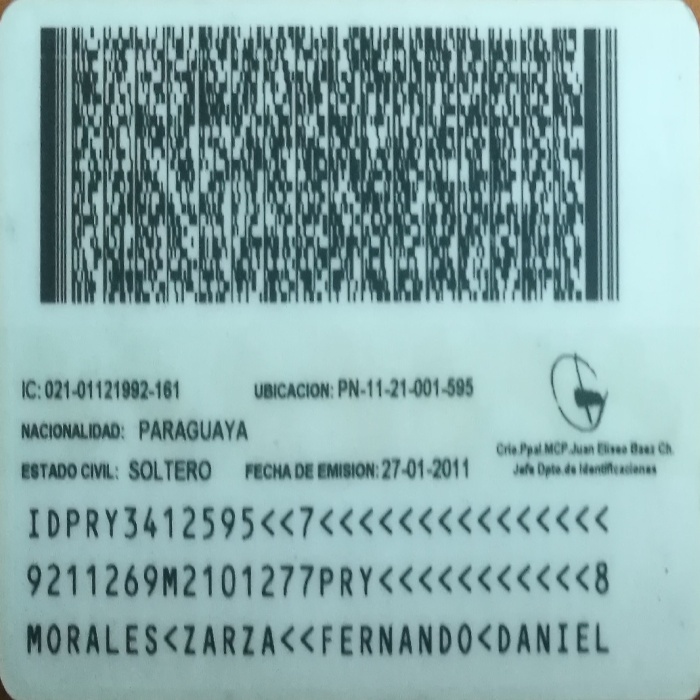 IC: 021-01121992-161 UBICACION: PN-11-21-001-595
NACIONALIDAD: PARAGUAYA
Crio.Ppal.MCP.Juan Eliseo Baez Ch.
Jefe Dpto.de Identificaciones
ESTADO CIVIL: SOLTERO FECHA DE EMISION: 27-01-2011
IDPRY3412595<<7<<<<<<<<<<<<<<<
9211269M2101277PRY<<<<<<<<<<<8
MORALES<ZARZA<<FERNANDO<DANIEL